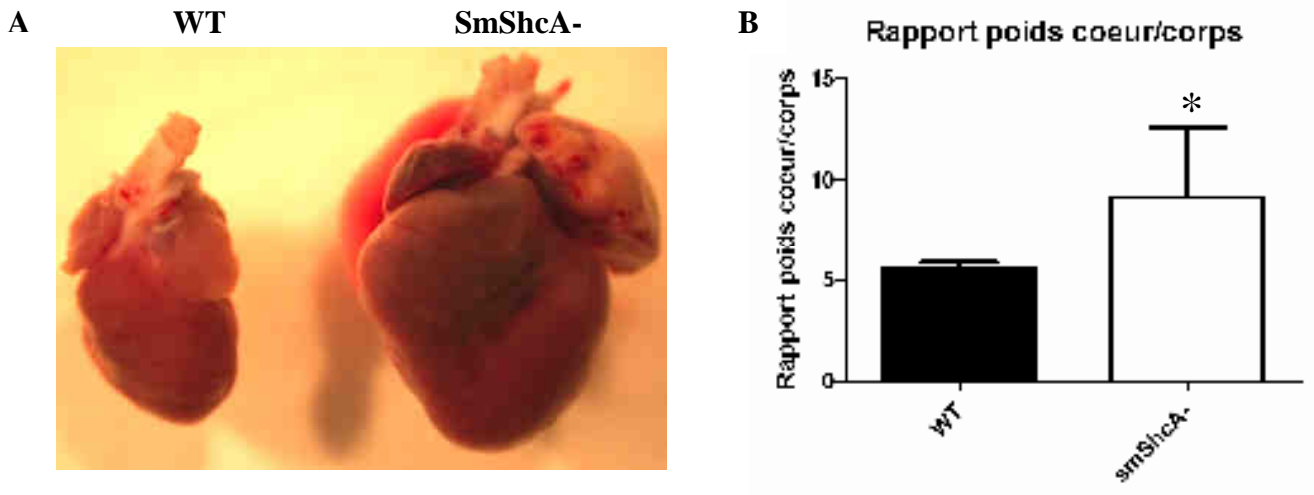 A WT SmShcA- B
Rapport poids coeur/corps
Rapport poids coeur/corps
15
*
10
5
0
WT
smShcA-